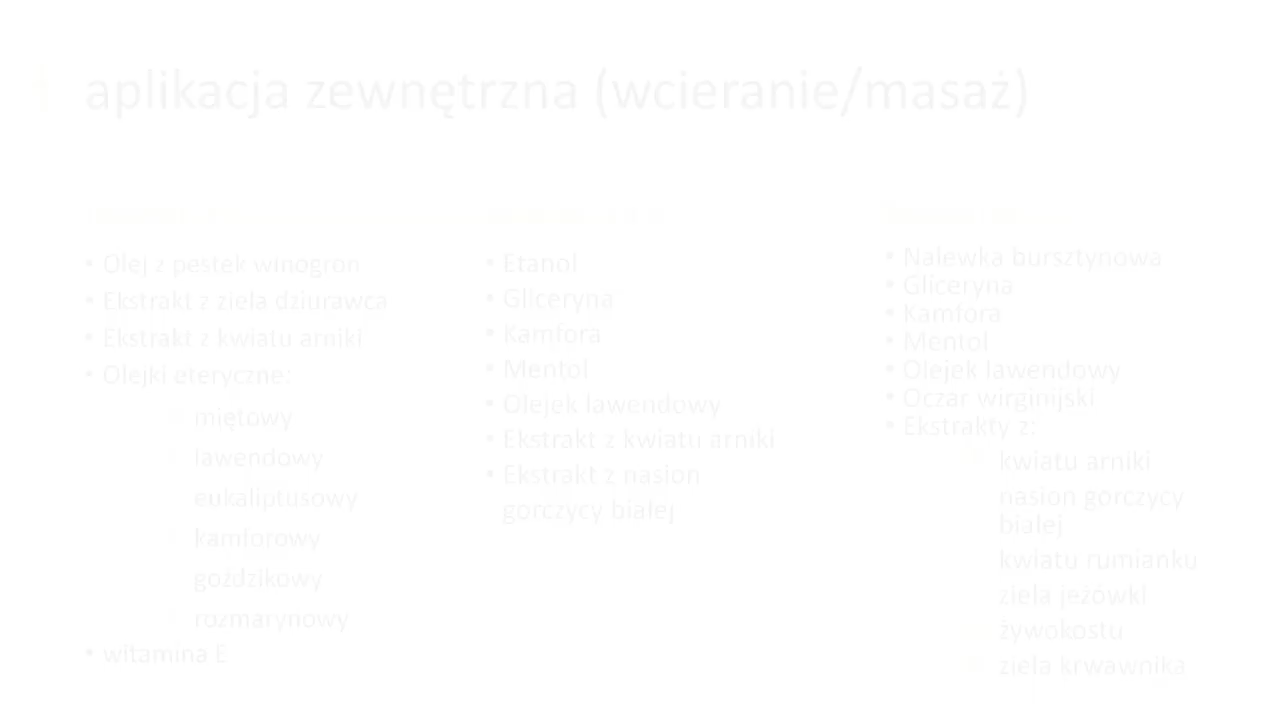 aplikacja zewnętrzna (wcieranie/masaż)
• Olej z pestek winogron
• Ekstrakt z ziela dziurawca
• Ekstrakt z kwiatu arniki
• Olejki eteryczne:
miętowy
lawendowy
eukaliptusowy
kamforowy
goździkowy
rozmarynowy
• witamina E
• Etanol
• Gliceryna
• Kamfora
• Mentol
• Olejek lawendowy
• Ekstrakt z kwiatu arniki
• Ekstrakt z nasion
gorczycy białej
• Nalewka bursztynowa
• Gliceryna
• Kamfora
• Mentol
• Olejek lawendowy
• Oczar wirginijski
• Ekstrakty z:
kwiatu arniki
nasion gorczycy
białej
kwiatu rumianku
ziela jeżówki
żywokostu
ziela krwawnika